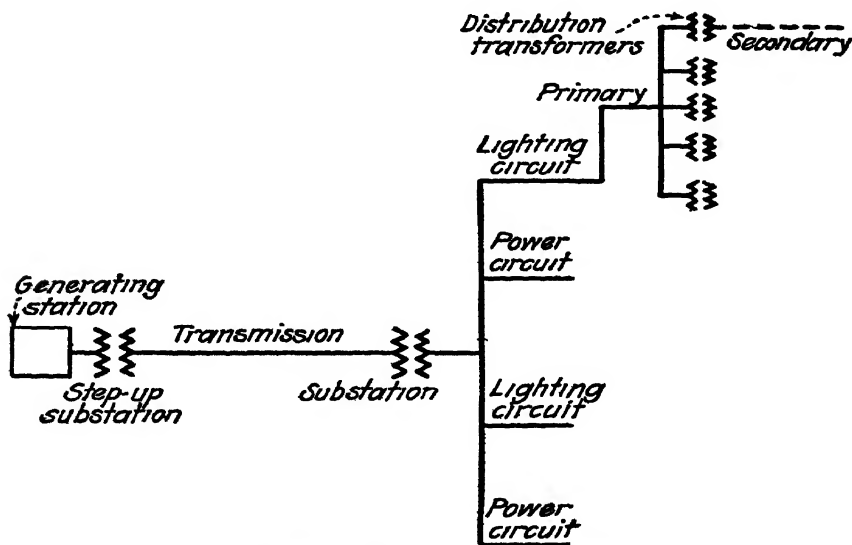 Distribution
transformers
Secondary
Primary
Lighting
circuit
Power
circuit
Generating
station
Transmission
Step-up
substation
Substation
Lighting
circuit
Power
circuit